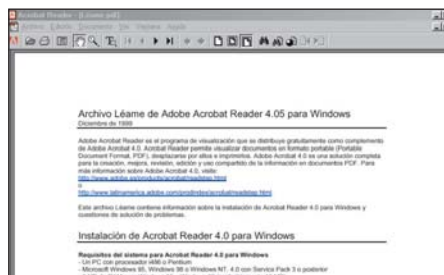 Acrobat Reader - [Léame.pdf]
Archivo Edición Documento Ver Ventana Ayuda
Archivo Léame de Adobe Acrobat Reader 4.05 para Windows
Diciembre de 1999
Adobe Acrobat Reader es el programa de visualización que se distribuye gratuitamente como complemento
de Adobe Acrobat 4.0. Acrobat Reader permite visualizar documentos en formato portable (Portable
Document Format, PDF), desplazarse por ellos e imprimirlos. Adobe Acrobat 4.0 es una solución completa
para la creación, mejora, revisión, edición y uso compartido de la información en documentos PDF. Para
más información sobre Adobe Acrobat 4.0, visite:
http://www.adobe.es/products/acrobat/readstep.html
o
http://www.latinamerica.adobe.com/prodindex/acrobat/readstep.html
Este archivo Léame contiene información sobre la instalación de Acrobat Reader 4.0 para Windows y
cuestiones de solución de problemas.
Instalación de Acrobat Reader 4.0 para Windows
Requisitos del sistema para Acrobat Reader 4.0 para Windows
- Un PC con procesador i486 o Pentium
- Microsoft Windows 95, Windows 98 o Windows NT. 4.0 con Service Pack 3 o posterior